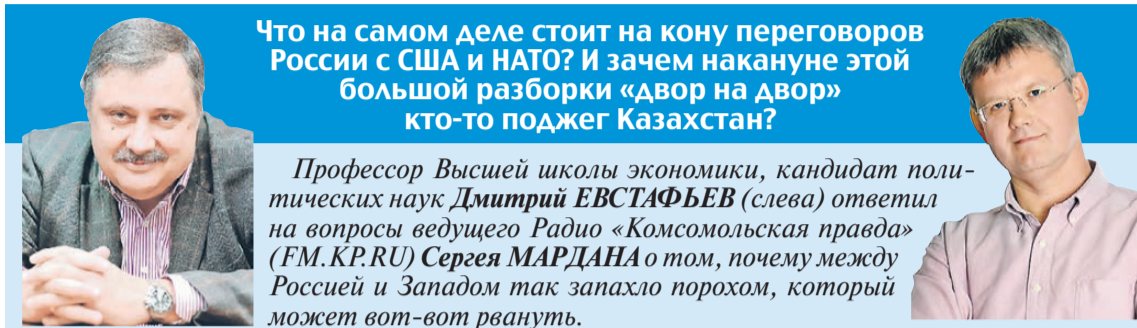 Что на самом деле стоит на кону переговоров
России с США и НАТО? И зачем накануне этой
большой разборки «двор на двор»
кто-то поджег Казахстан?
Профессор Высшей школы экономики, кандидат поли-
тических наук Дмитрий ЕВСТАФЬЕВ (слева) ответил
на вопросы ведущего Радио «Комсомольская правда»
(FM.KP.RU) Сергея МАРДАНА о том, почему между
Россией и Западом так запахло порохом, который
может вот-вот рвануть.